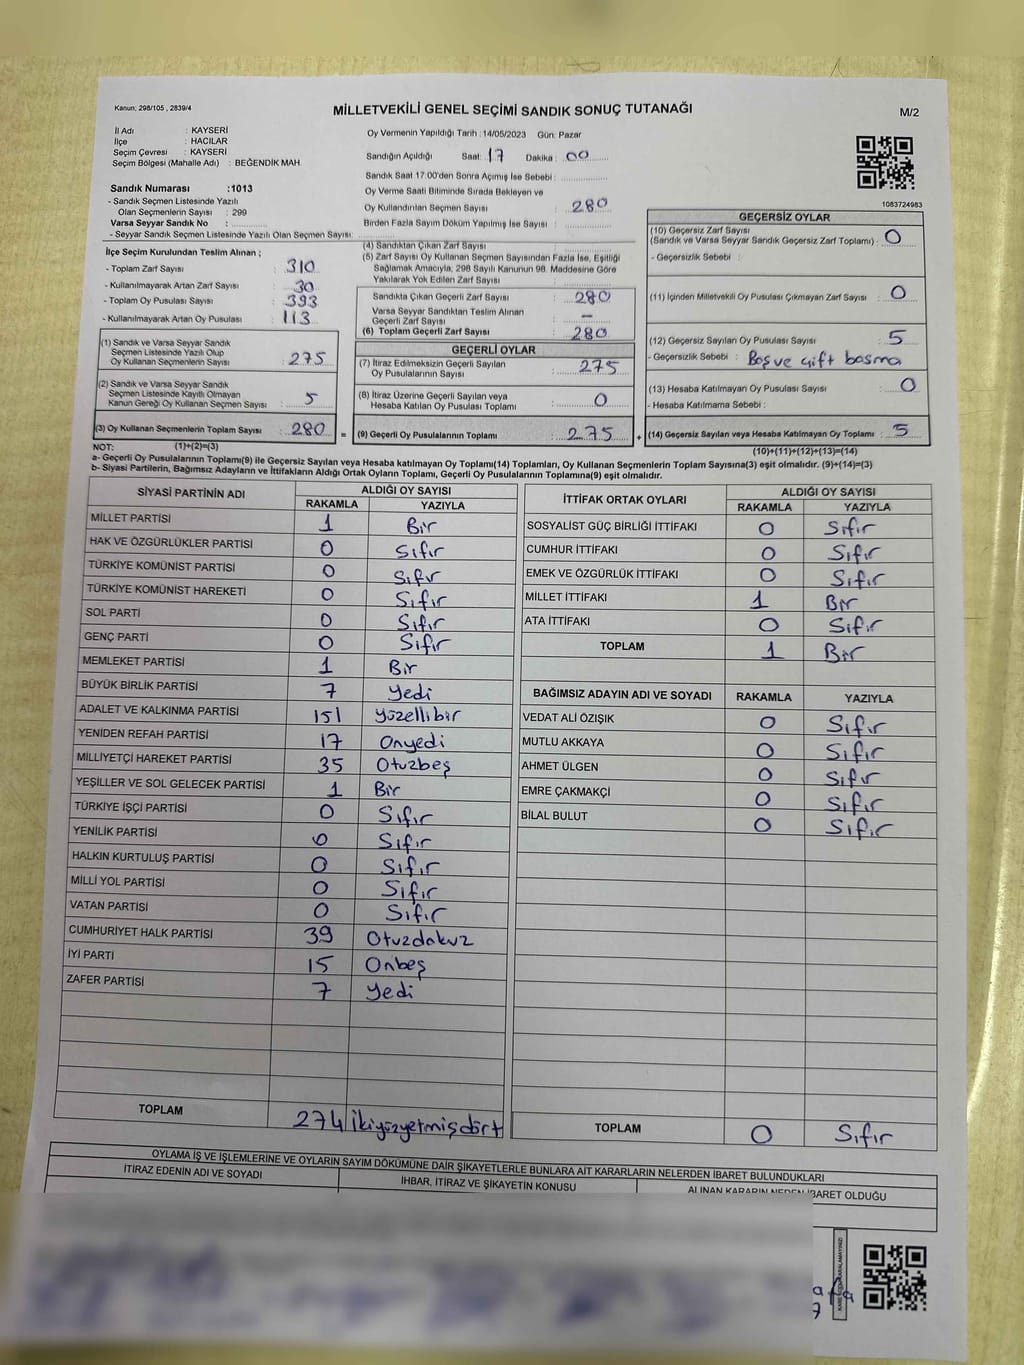 Kanun; 298/105 , 2839/4
MİLLETVEKİLİ GENEL SEÇİMİ SANDIK SONUÇ TUTANAĞI
M/2
İl Adı : KAYSERİ
İlçe : HACILAR
Seçim Çevresi : KAYSERİ
Seçim Bölgesi (Mahalle Adı) : BEĞENDİK MAH.
Oy Vermenin Yapıldığı Tarih : 14/05/2023 Gün: Pazar
Sandığın Açıldığı Saat: 17 Dakika : 00
Sandık Saat 17:00'den Sonra Açımış İse Sebebi :
Oy Verme Saati Bitiminde Sırada Bekleyen ve
Oy Kullandırılan Seçmen Sayısı : 280
Birden Fazla Sayım Döküm Yapılmış İse Sayısı :
1083724983
Sandık Numarası :1013
- Sandık Seçmen Listesinde Yazılı
Olan Seçmenlerin Sayısı : 299
Varsa Seyyar Sandık No :
- Seyyar Sandık Seçmen Listesinde Yazılı Olan Seçmen Sayısı:
İlçe Seçim Kurulundan Teslim Alınan ;
- Toplam Zarf Sayısı : 310
- Kullanılmayarak Artan Zarf Sayısı : 30
- Toplam Oy Pusulası Sayısı : 393
- Kullanılmayarak Artan Oy Pusulası : 113
(1) Sandık ve Varsa Seyyar Sandık
Seçmen Listesinde Yazılı Olup
Oy Kullanan Seçmenlerin Sayısı : 275
(2) Sandık ve Varsa Seyyar Sandık
Seçmen Listesinde Kayıtlı Olmayan
Kanun Gereği Oy Kullanan Seçmen Sayısı : 5
(3) Oy Kullanan Seçmenlerin Toplam Sayısı : 280 =
(4) Sandıktan Çıkan Zarf Sayısı :
(5) Zarf Sayısı Oy Kullanan Seçmen Sayısından Fazla İse, Eşitliği
Sağlamak Amacıyla, 298 Sayılı Kanunun 98. Maddesine Göre
Yakılarak Yok Edilen Zarf Sayısı :
Sandıkta Çıkan Geçerli Zarf Sayısı : 280
Varsa Seyyar Sandıktan Teslim Alınan
Geçerli Zarf Sayısı : -
(6) Toplam Geçerli Zarf Sayısı : 280
GEÇERLİ OYLAR
(7) İtiraz Edilmeksizin Geçerli Sayılan
Oy Pusulalarının Sayısı : 275
(8) İtiraz Üzerine Geçerli Sayılan veya
Hesaba Katılan Oy Pusulası Toplamı : 0
(9) Geçerli Oy Pusulalarının Toplamı : 275 +
GEÇERSİZ OYLAR
(10) Geçersiz Zarf Sayısı
(Sandık ve Varsa Seyyar Sandık Geçersiz Zarf Toplamı) : 0
- Geçersizlik Sebebi :
(11) İçinden Milletvekili Oy Pusulası Çıkmayan Zarf Sayısı : 0
(12) Geçersiz Sayılan Oy Pusulası Sayısı : 5
- Geçersizlik Sebebi : Boş ve çift basma
(13) Hesaba Katılmayan Oy Pusulası Sayısı : 0
- Hesaba Katılmama Sebebi :
(14) Geçersiz Sayılan veya Hesaba Katılmayan Oy Toplamı : 5
NOT: (1)+(2)=(3)
(10)+(11)+(12)+(13)=(14)
a- Geçerli Oy Pusulalarının Toplamı(9) ile Geçersiz Sayılan veya Hesaba katılmayan Oy Toplamı(14) Toplamları, Oy Kullanan Seçmenlerin Toplam Sayısına(3) eşit olmalıdır. (9)+(14)=(3)
b- Siyasi Partilerin, Bağımsız Adayların ve İttifakların Aldığı Ortak Oyların Toplamı, Geçerli Oy Pusulalarının Toplamına(9) eşit olmalıdır.
SİYASİ PARTİNİN ADI ALDIĞI OY SAYISI
RAKAMLA YAZIYLA
MİLLET PARTİSİ 1 Bir
HAK VE ÖZGÜRLÜKLER PARTİSİ 0 Sıfır
TÜRKİYE KOMÜNİST PARTİSİ 0 Sıfır
TÜRKİYE KOMÜNİST HAREKETİ 0 Sıfır
SOL PARTİ 0 Sıfır
GENÇ PARTİ 0 Sıfır
MEMLEKET PARTİSİ 1 Bir
BÜYÜK BİRLİK PARTİSİ 7 Yedi
ADALET VE KALKINMA PARTİSİ 151 Yüzellibir
YENİDEN REFAH PARTİSİ 17 Onyedi
MİLLİYETÇİ HAREKET PARTİSİ 35 Otuzbeş
YEŞİLLER VE SOL GELECEK PARTİSİ 1 Bir
TÜRKİYE İŞÇİ PARTİSİ 0 Sıfır
YENİLİK PARTİSİ 0 Sıfır
HALKIN KURTULUŞ PARTİSİ 0 Sıfır
MİLLİ YOL PARTİSİ 0 Sıfır
VATAN PARTİSİ 0 Sıfır
CUMHURİYET HALK PARTİSİ 39 Otuzdokuz
İYİ PARTİ 15 Onbeş
ZAFER PARTİSİ 7 Yedi
TOPLAM 274 İkiyüzyetmişdört
İTTİFAK ORTAK OYLARI ALDIĞI OY SAYISI
RAKAMLA YAZIYLA
SOSYALİST GÜÇ BİRLİĞİ İTTİFAKI 0 Sıfır
CUMHUR İTTİFAKI 0 Sıfır
EMEK VE ÖZGÜRLÜK İTTİFAKI 0 Sıfır
MİLLET İTTİFAKI 1 Bir
ATA İTTİFAKI 0 Sıfır
TOPLAM 1 Bir
BAĞIMSIZ ADAYIN ADI VE SOYADI RAKAMLA YAZIYLA
VEDAT ALİ ÖZIŞIK 0 Sıfır
MUTLU AKKAYA 0 Sıfır
AHMET ÜLGEN 0 Sıfır
EMRE ÇAKMAKÇİ 0 Sıfır
BİLAL BULUT 0 Sıfır
TOPLAM 0 Sıfır
OYLAMA İŞ VE İŞLEMLERİNE VE OYLARIN SAYIM DÖKÜMÜNE DAİR ŞİKAYETLERLE BUNLARA AİT KARARLARIN NELERDEN İBARET BULUNDUKLARI
İTİRAZ EDENİN ADI VE SOYADI İHBAR, İTİRAZ VE ŞİKAYETİN KONUSU ALINAN KARARIN NEDEN İBARET OLDUĞU